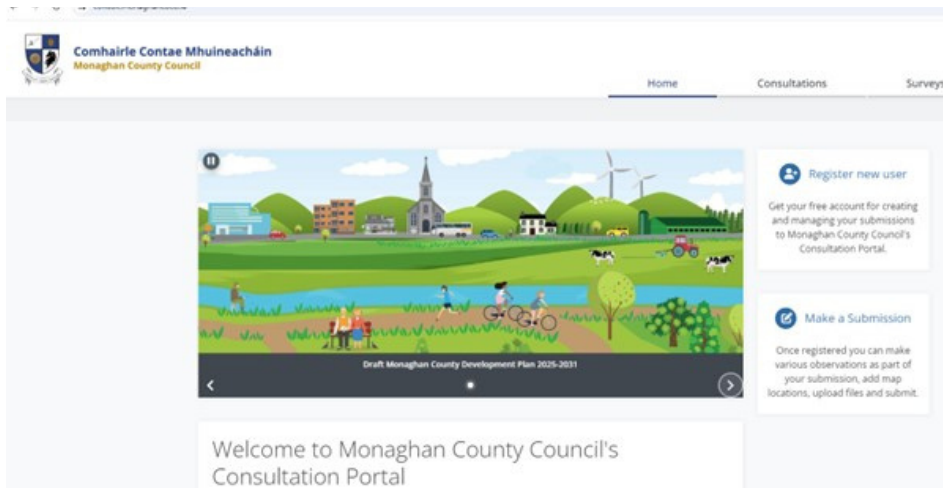 Comhairle Contae Mhuineacháin
Monaghan County Council
Home
Consultations
Surveys
Register new user
Get your free account for creating
and managing your submissions
to Monaghan County Council's
Consultation Portal.
Make a Submission
Once registered you can make
various observations as part of
your submission, add map
locations, upload files and submit.
Draft Monaghan County Development Plan 2025-2031
Welcome to Monaghan County Council's
Consultation Portal